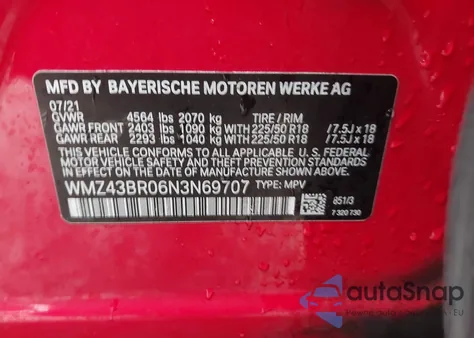 MFD BY BAYERISCHE MOTOREN WERKE AG
07/21
GVWR 4564 lbs 2070 kg TIRE / RIM
GAWR FRONT 2403 lbs 1090 kg WITH 225/50 R18 /7.5J x 18
GAWR REAR 2293 lbs 1040 kg WITH 225/50 R18 /7.5J x 18
THIS VEHICLE CONFORMS TO ALL APPLICABLE U.S. FEDERAL
MOTOR VEHICLE SAFETY, BUMPER, AND
THEFT PREVENTION STANDARDS IN EFFECT ON
THE DATE OF MANUFACTURE SHOWN ABOVE.
WMZ43BR06N3N69707 TYPE: MPV
851/3
7 320 730
autoSnap